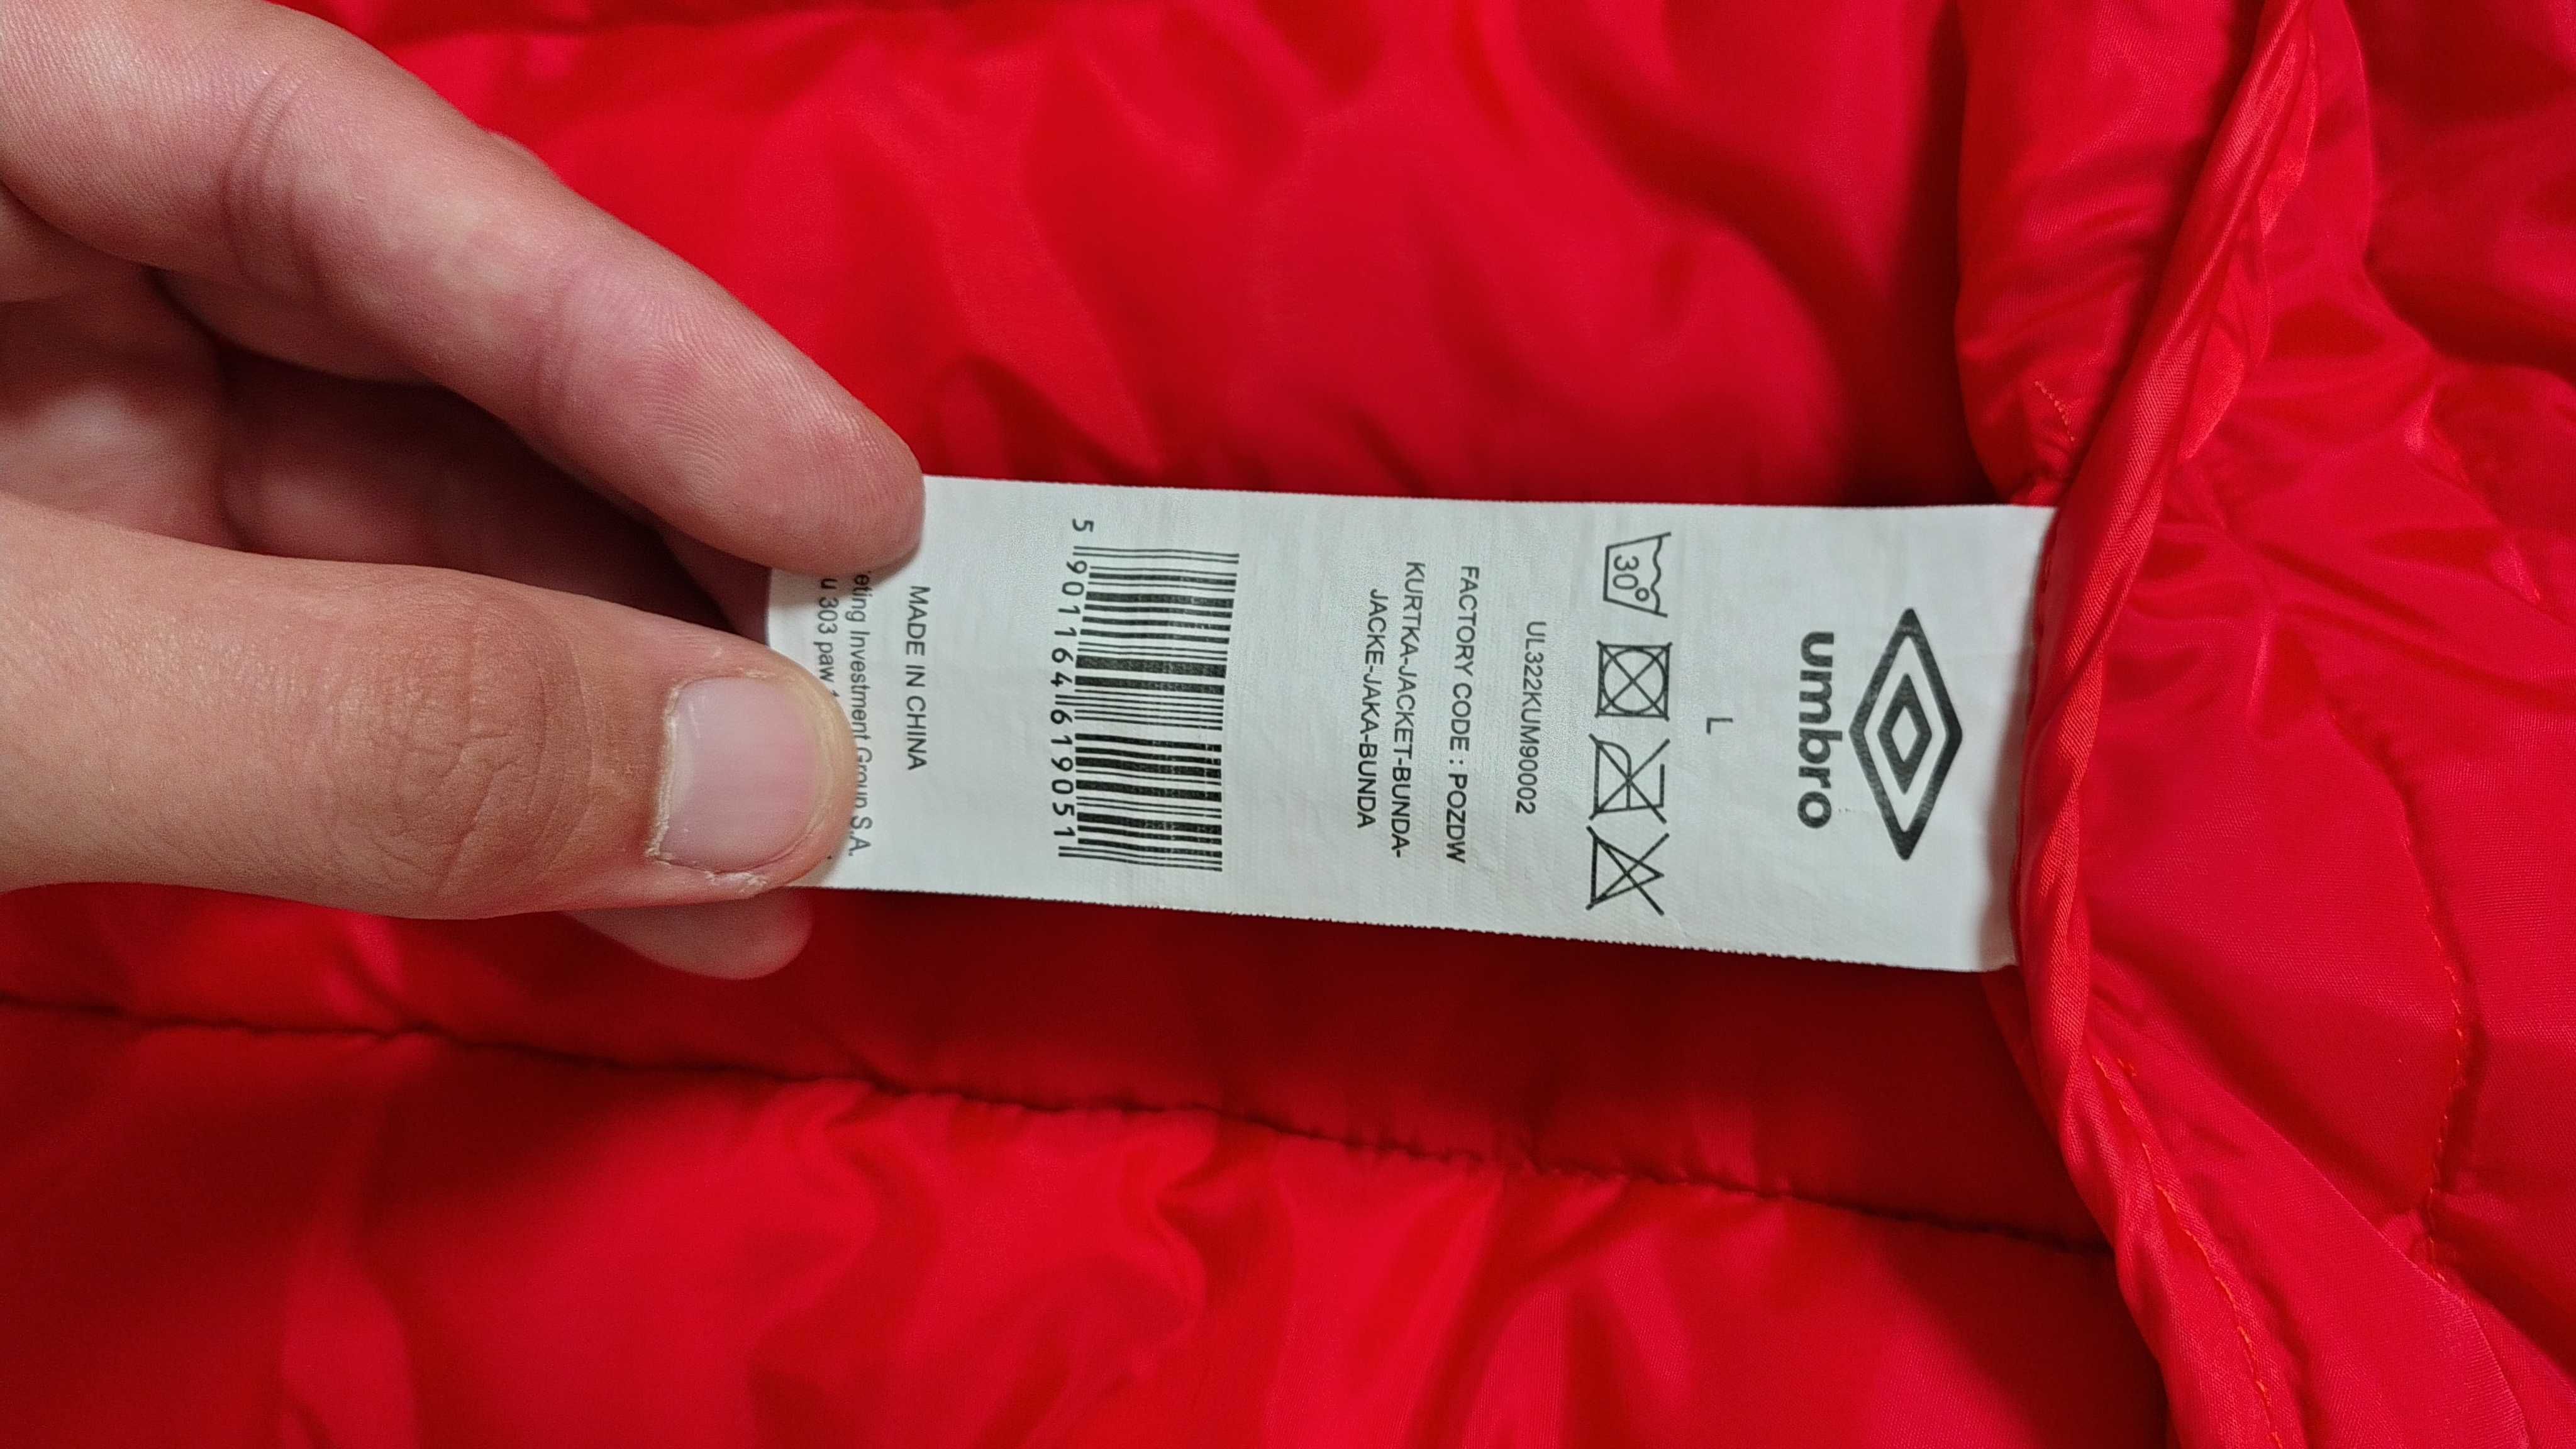 umbro
L
30°
UL322KUM90002
FACTORY CODE : POZDW
KURTKA-JACKET-BUNDA-
JACKE-JAKA-BUNDA
5 901164 619051
MADE IN CHINA
Investment Group S.A.
303 paw